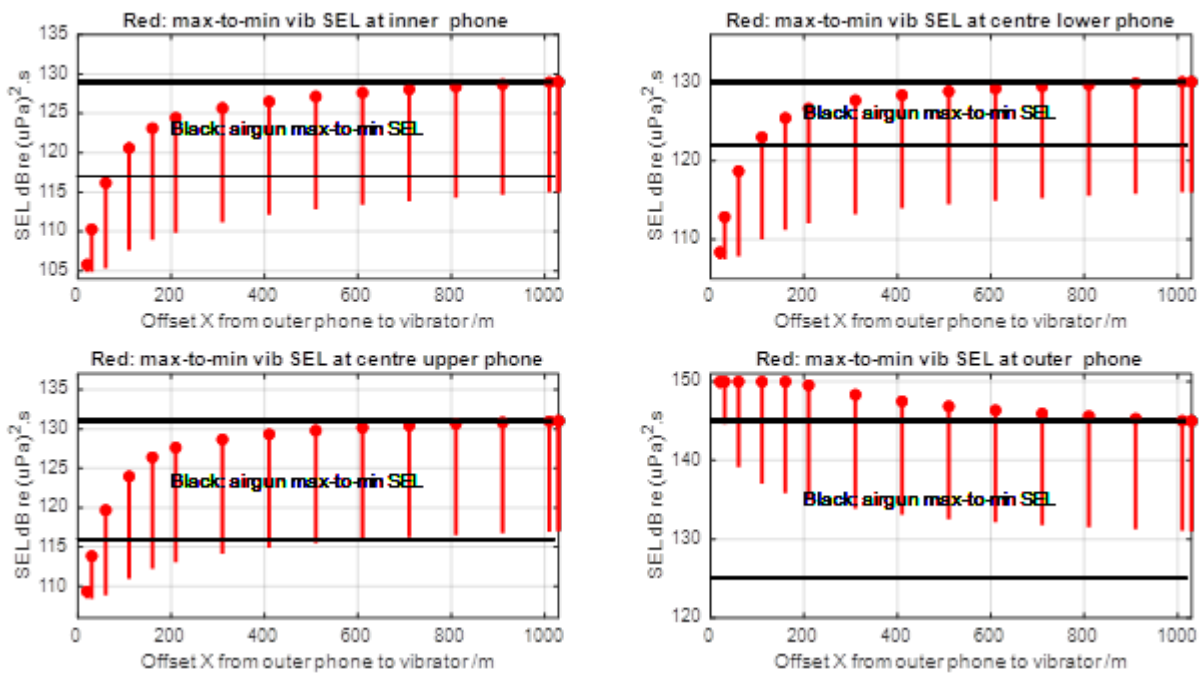 Red: max-to-min vib SEL at inner phone
135
130
125
120
115
110
105
SEL dB re (uPa)².s
Black: airgun max-to-min SEL
0 200 400 600 800 1000
Offset X from outer phone to vibrator /m
Red: max-to-min vib SEL at centre lower phone
130
120
110
SEL dB re (uPa)².s
Black: airgun max-to-min SEL
0 200 400 600 800 1000
Offset X from outer phone to vibrator /m
Red: max-to-min vib SEL at centre upper phone
135
130
125
120
115
110
SEL dB re (uPa)².s
Black: airgun max-to-min SEL
0 200 400 600 800 1000
Offset X from outer phone to vibrator /m
Red: max-to-min vib SEL at outer phone
150
140
130
120
SEL dB re (uPa)².s
Black: airgun max-to-min SEL
0 200 400 600 800 1000
Offset X from outer phone to vibrator /m